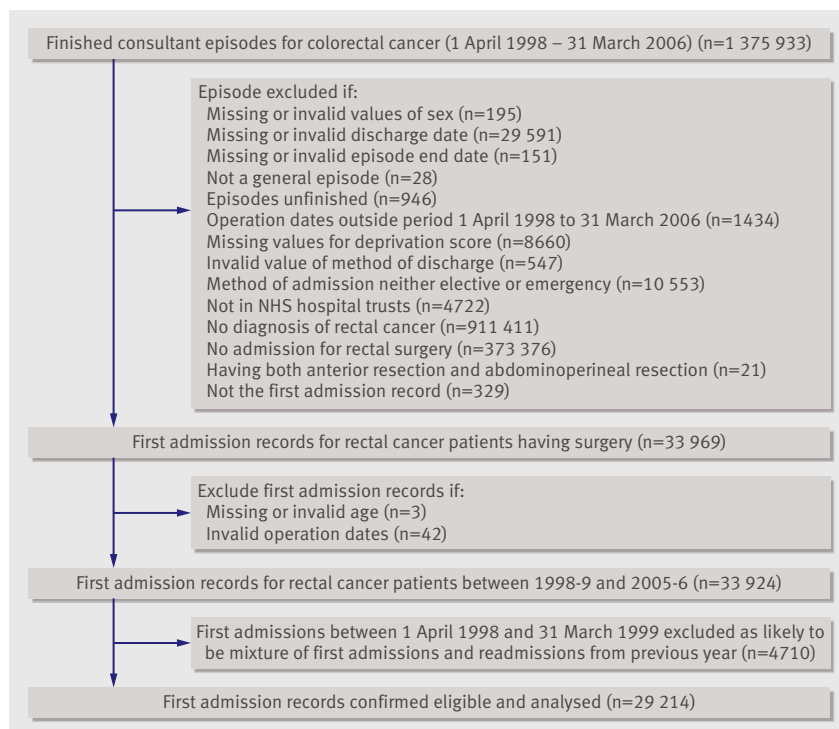 Finished consultant episodes for colorectal cancer (1 April 1998 – 31 March 2006) (n=1 375 933)
Episode excluded if:
Missing or invalid values of sex (n=195)
Missing or invalid discharge date (n=29 591)
Missing or invalid episode end date (n=151)
Not a general episode (n=28)
Episodes unfinished (n=946)
Operation dates outside period 1 April 1998 to 31 March 2006 (n=1434)
Missing values for deprivation score (n=8660)
Invalid value of method of discharge (n=547)
Method of admission neither elective or emergency (n=10 553)
Not in NHS hospital trusts (n=4722)
No diagnosis of rectal cancer (n=911 411)
No admission for rectal surgery (n=373 376)
Having both anterior resection and abdominoperineal resection (n=21)
Not the first admission record (n=329)
First admission records for rectal cancer patients having surgery (n=33 969)
Exclude first admission records if:
Missing or invalid age (n=3)
Invalid operation dates (n=42)
First admission records for rectal cancer patients between 1998-9 and 2005-6 (n=33 924)
First admissions between 1 April 1998 and 31 March 1999 excluded as likely to
be mixture of first admissions and readmissions from previous year (n=4710)
First admission records confirmed eligible and analysed (n=29 214)